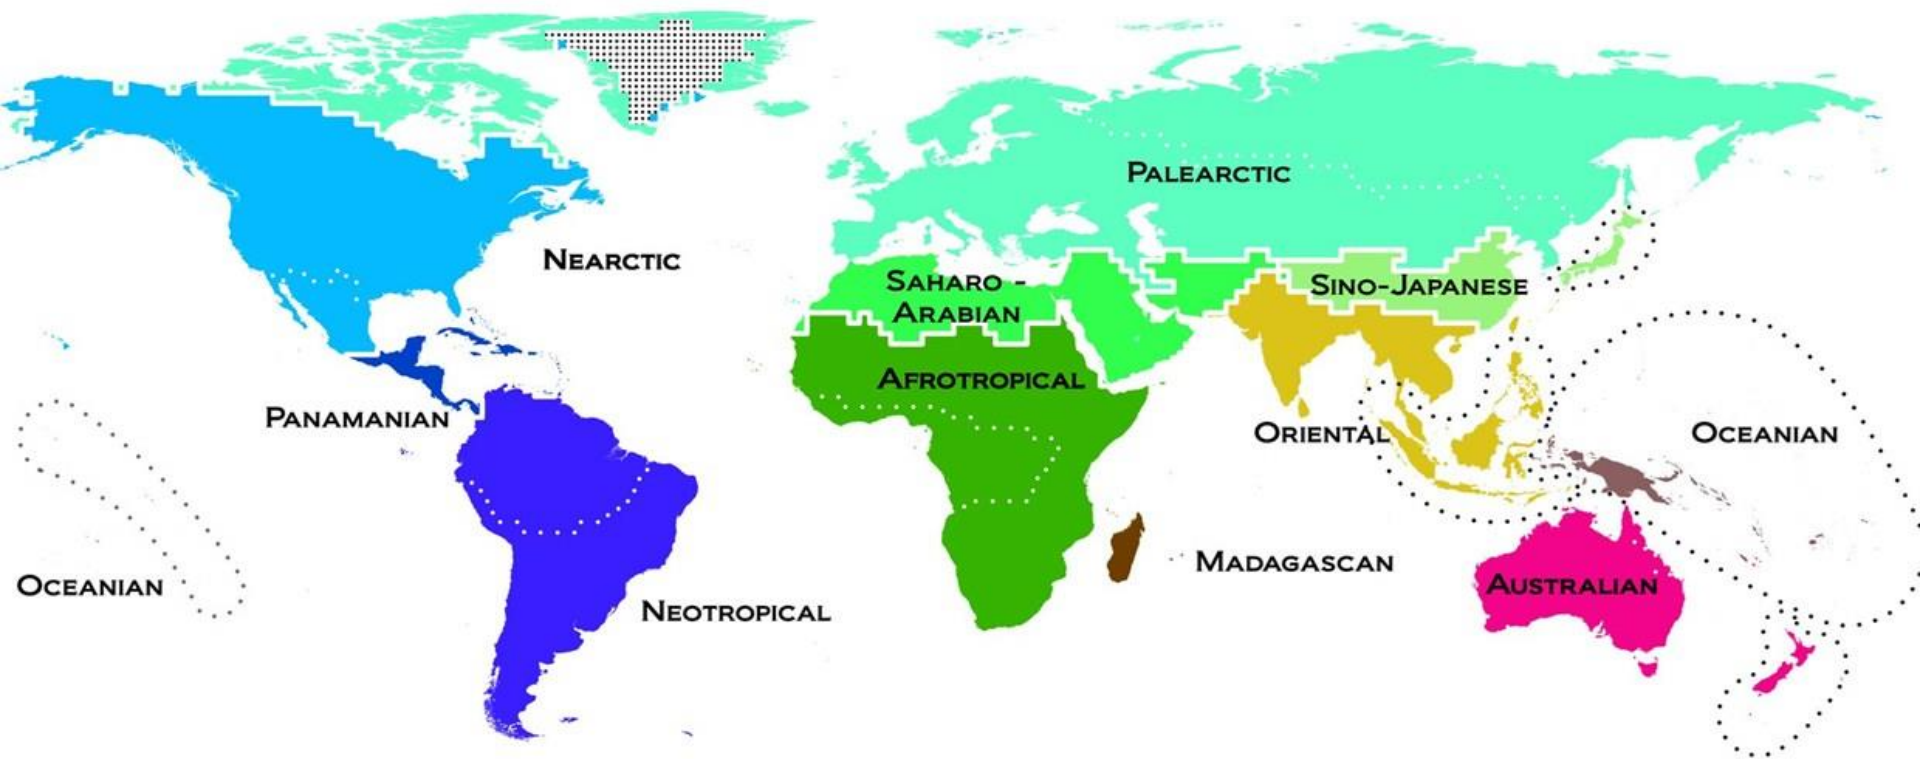 PALEARCTIC
NEARCTIC
SAHARO -
ARABIAN
SINO-JAPANESE
AFROTROPICAL
PANAMANIAN
ORIENTAL
OCEANIAN
MADAGASCAN
OCEANIAN
AUSTRALIAN
NEOTROPICAL